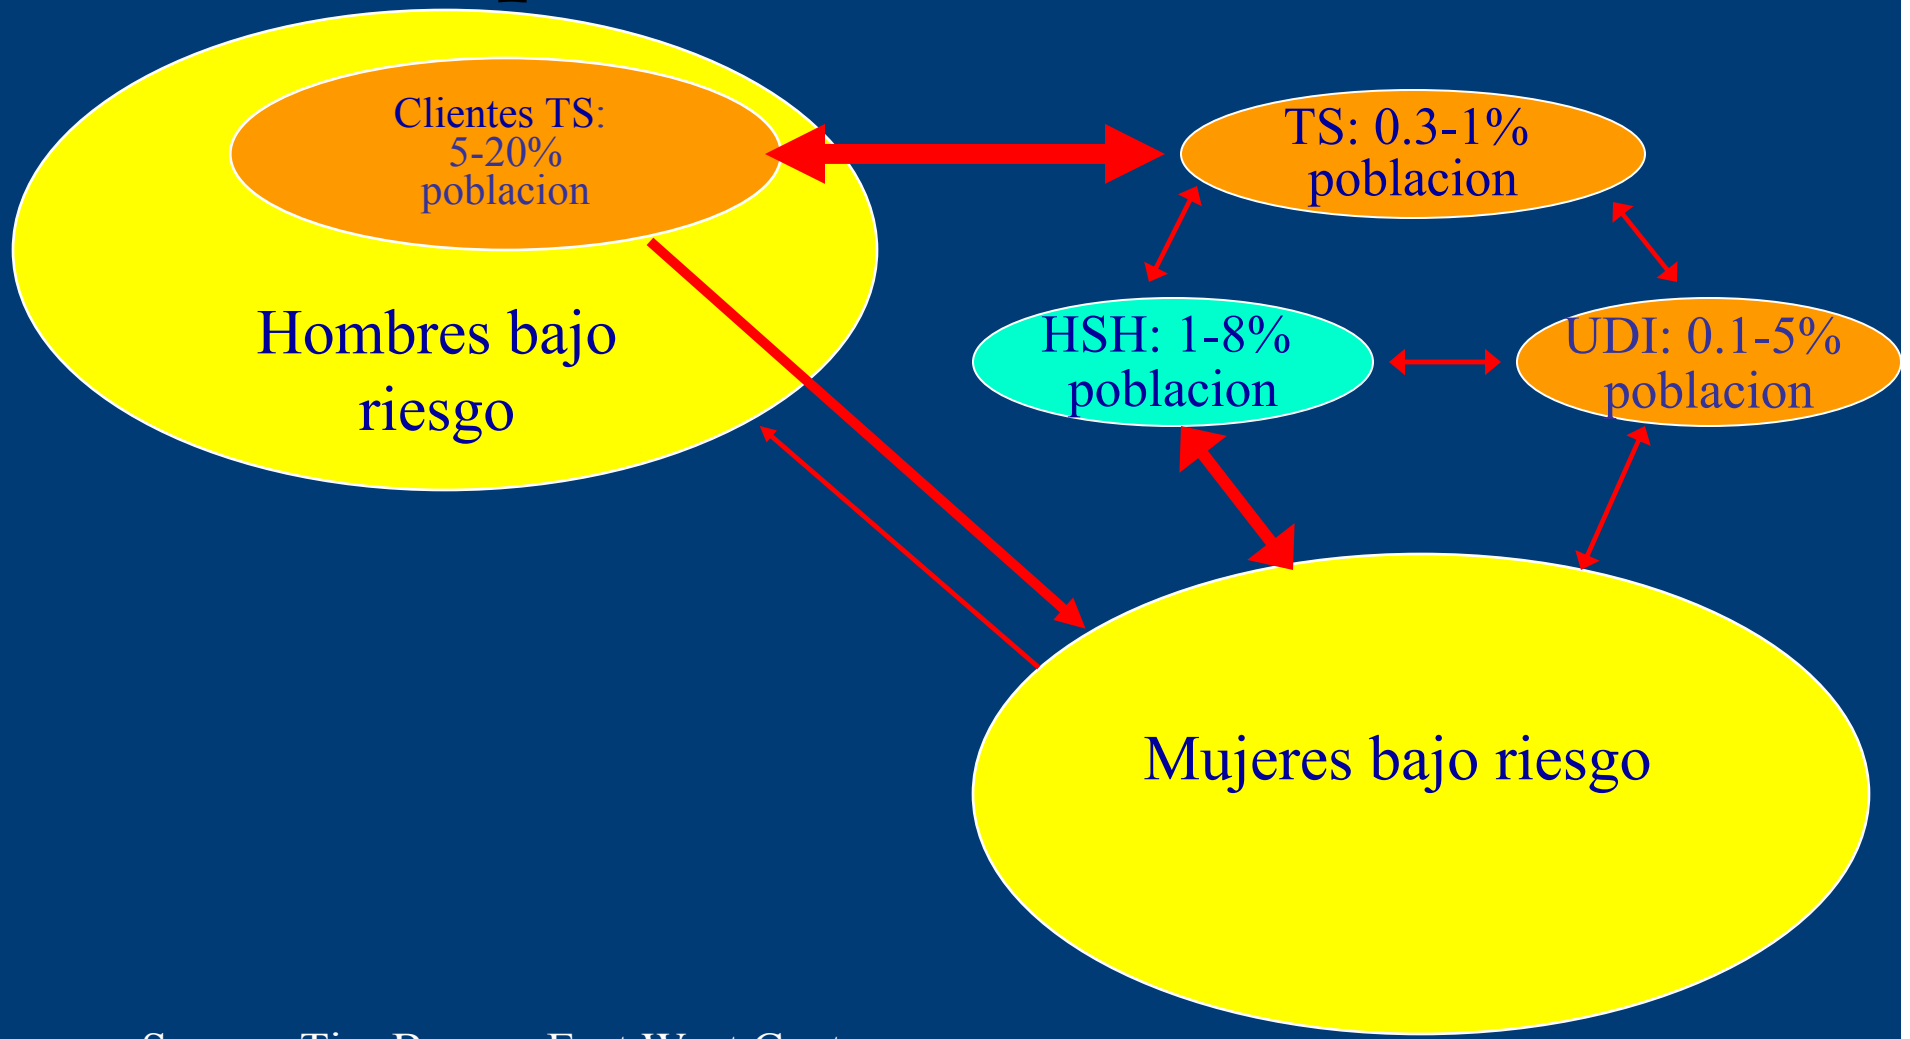 Clientes TS:
5-20%
poblacion
TS: 0.3-1%
poblacion
Hombres bajo
riesgo
HSH: 1-8%
poblacion
UDI: 0.1-5%
poblacion
Mujeres bajo riesgo